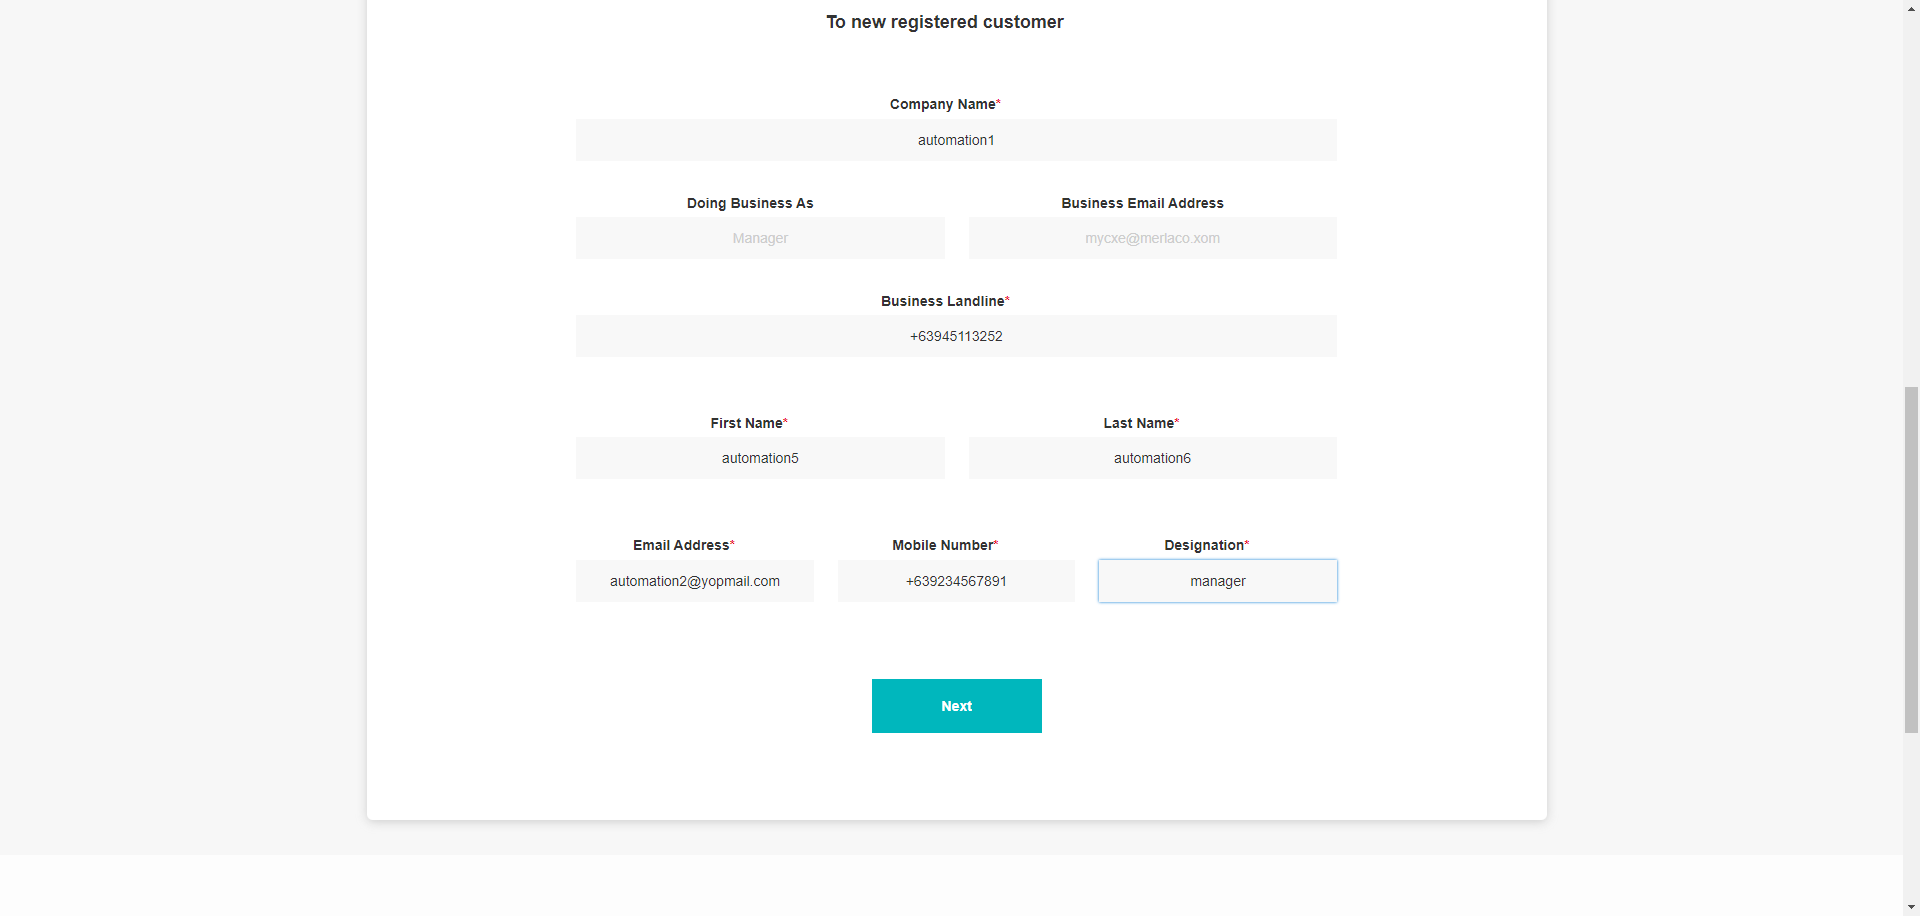 To new registered customer
Company Name*
automation1
Doing Business As
Business Email Address
Manager
mycxe@merlaco.xom
Business Landline*
+63945113252
First Name*
Last Name*
automation5
automation6
Email Address*
Mobile Number*
Designation*
automation2@yopmail.com
+639234567891
manager
Next